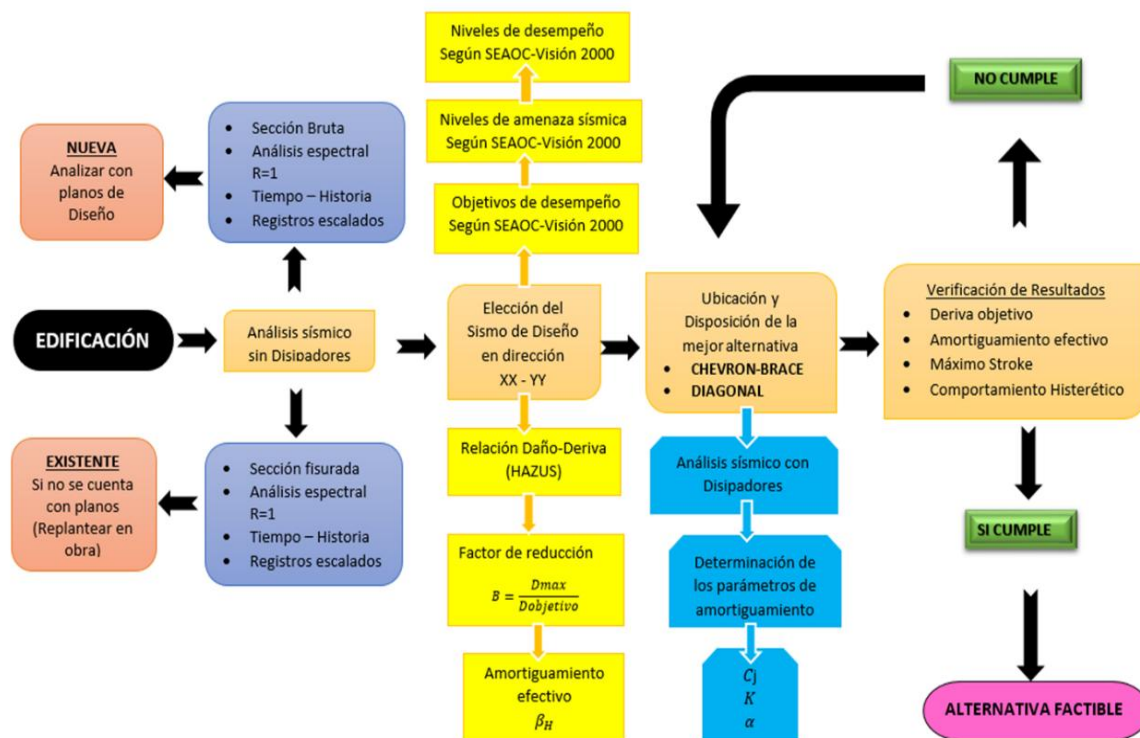 NUEVA
Analizar con
planos de
Diseño
• Sección Bruta
• Análisis espectral
R=1
• Tiempo – Historia
• Registros escalados
EDIFICACIÓN
Análisis sísmico
sin Disipadores
EXISTENTE
Si no se cuenta
con planos
(Replantear en
obra)
• Sección fisurada
• Análisis espectral
R=1
• Tiempo – Historia
• Registros escalados
Niveles de desempeño
Según SEAOC-Visión 2000
Niveles de amenaza sísmica
Según SEAOC-Visión 2000
Objetivos de desempeño
Según SEAOC-Visión 2000
Elección del
Sismo de Diseño
en dirección
XX - YY
Relación Daño-Deriva
(HAZUS)
Factor de reducción
B = Dmax / Dobjetivo
Amortiguamiento
efectivo
β_H
Ubicación y
Disposición de la
mejor alternativa
• CHEVRON-BRACE
• DIAGONAL
Análisis sísmico con
Disipadores
Determinación de
los parámetros de
amortiguamiento
Cj
K
α
NO CUMPLE
Verificación de Resultados
• Deriva objetivo
• Amortiguamiento efectivo
• Máximo Stroke
• Comportamiento Histerético
SI CUMPLE
ALTERNATIVA FACTIBLE